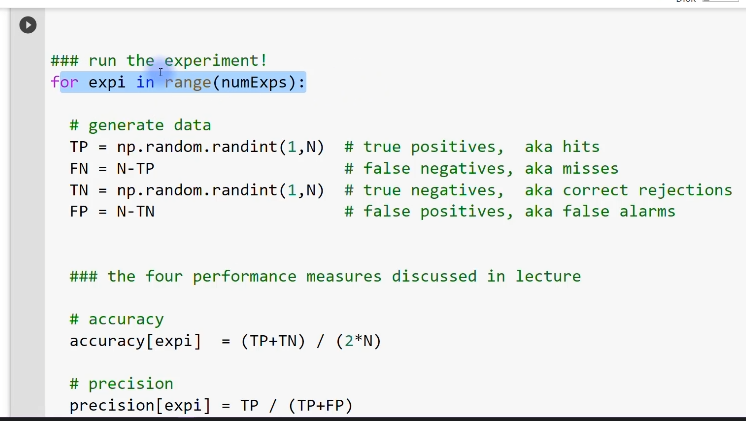 ### run the experiment!
for expi in range(numExps):
# generate data
TP = np.random.randint(1,N)  # true positives,  aka hits
FN = N-TP                    # false negatives, aka misses
TN = np.random.randint(1,N)  # true negatives,  aka correct rejections
FP = N-TN                    # false positives, aka false alarms
### the four performance measures discussed in lecture
# accuracy
accuracy[expi]  = (TP+TN) / (2*N)
# precision
precision[expi] = TP / (TP+FP)